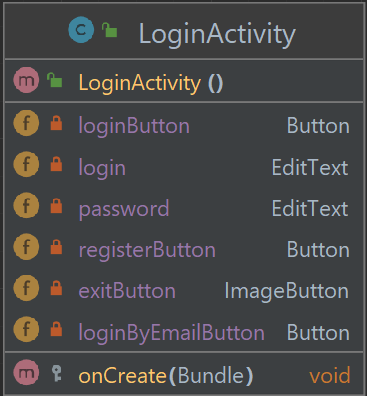 LoginActivity
LoginActivity ()
loginButton Button
login EditText
password EditText
registerButton Button
exitButton ImageButton
loginByEmailButton Button
onCreate(Bundle) void